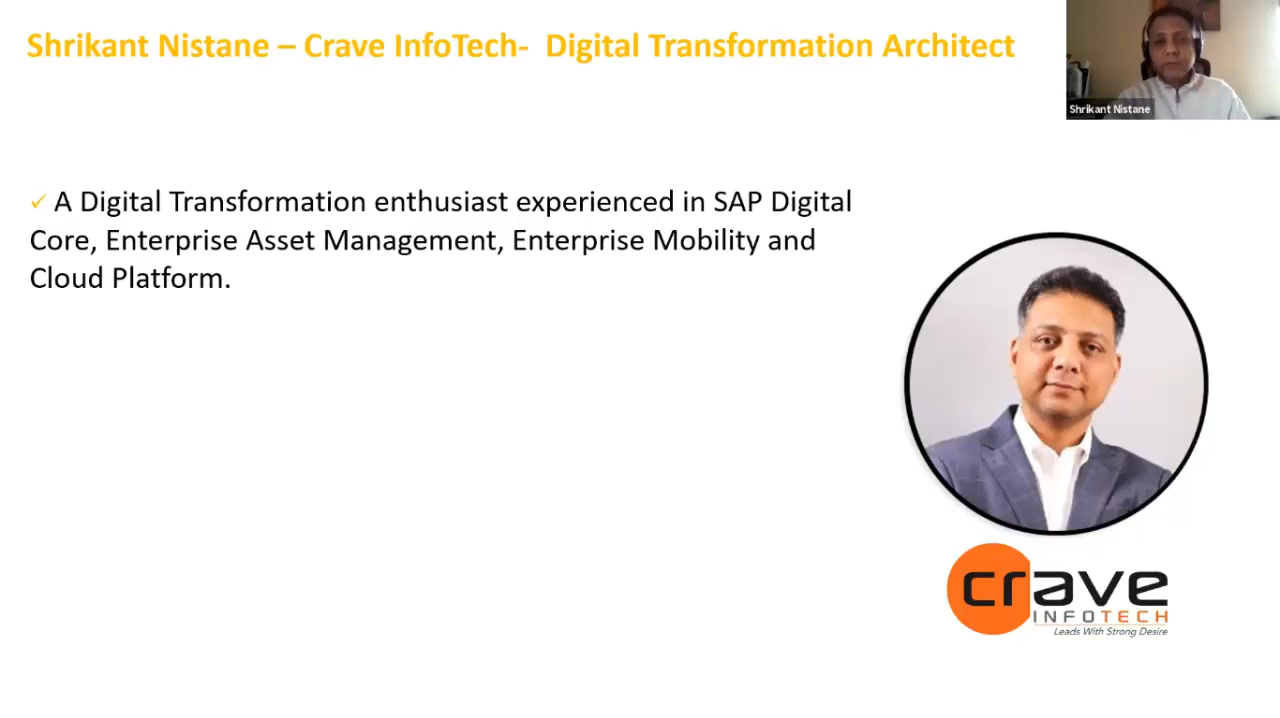 Shrikant Nistane – Crave InfoTech-  Digital Transformation Architect
Shrikant Nistane
✓ A Digital Transformation enthusiast experienced in SAP Digital
Core, Enterprise Asset Management, Enterprise Mobility and
Cloud Platform.
crave
INFOTECH
Leads With Strong Desire